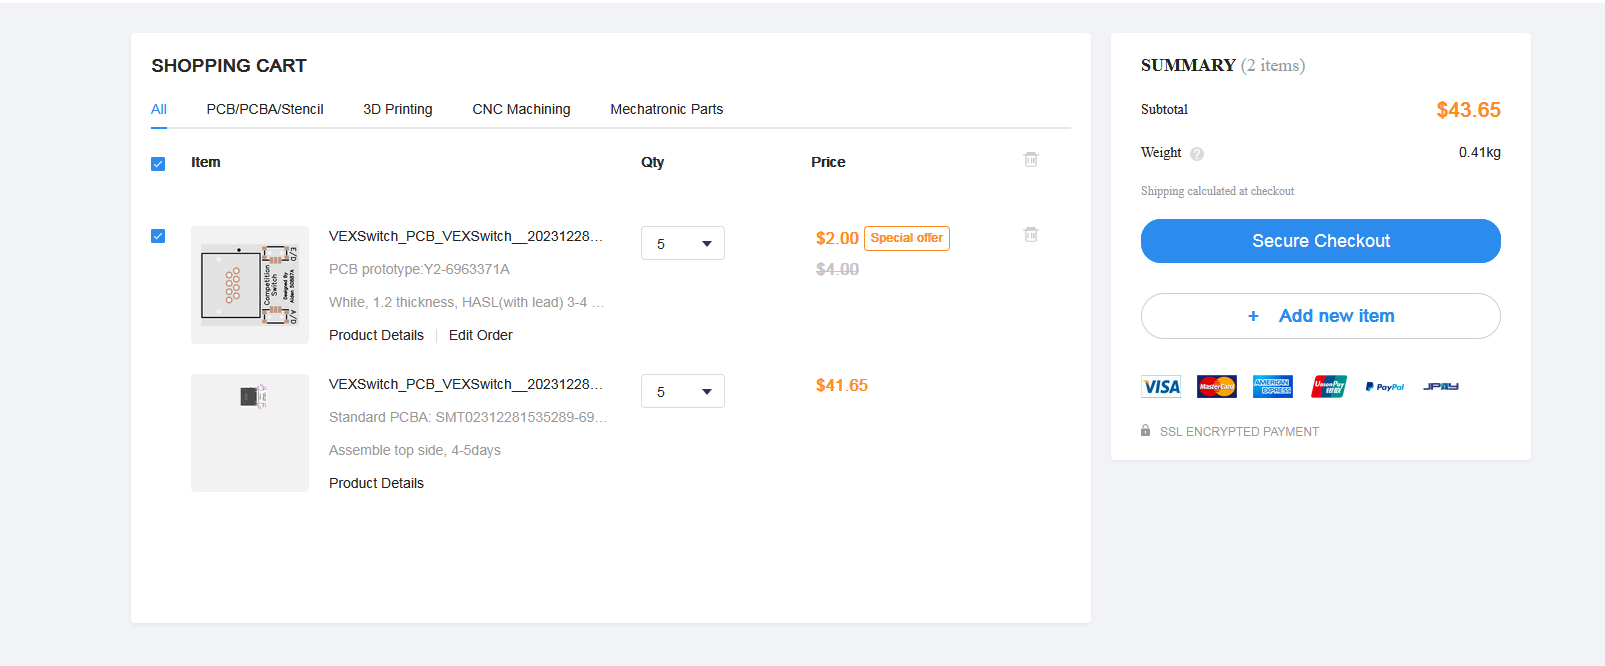 SHOPPING CART
All PCB/PCBA/Stencil 3D Printing CNC Machining Mechatronic Parts
Item Qty Price
VEXSwitch_PCB_VEXSwitch__20231228...
PCB prototype:Y2-6963371A
White, 1.2 thickness, HASL(with lead) 3-4 ...
Product Details Edit Order
5
$2.00 Special offer
$4.00
Competition
Switch
Designed By
E/D
A/D
VEXSwitch_PCB_VEXSwitch__20231228...
Standard PCBA: SMT02312281535289-69...
Assemble top side, 4-5days
Product Details
5
$41.65
SUMMARY (2 items)
Subtotal $43.65
Weight ? 0.41kg
Shipping calculated at checkout
Secure Checkout
+ Add new item
VISA MasterCard AMERICAN EXPRESS UnionPay PayPal JPAY
SSL ENCRYPTED PAYMENT